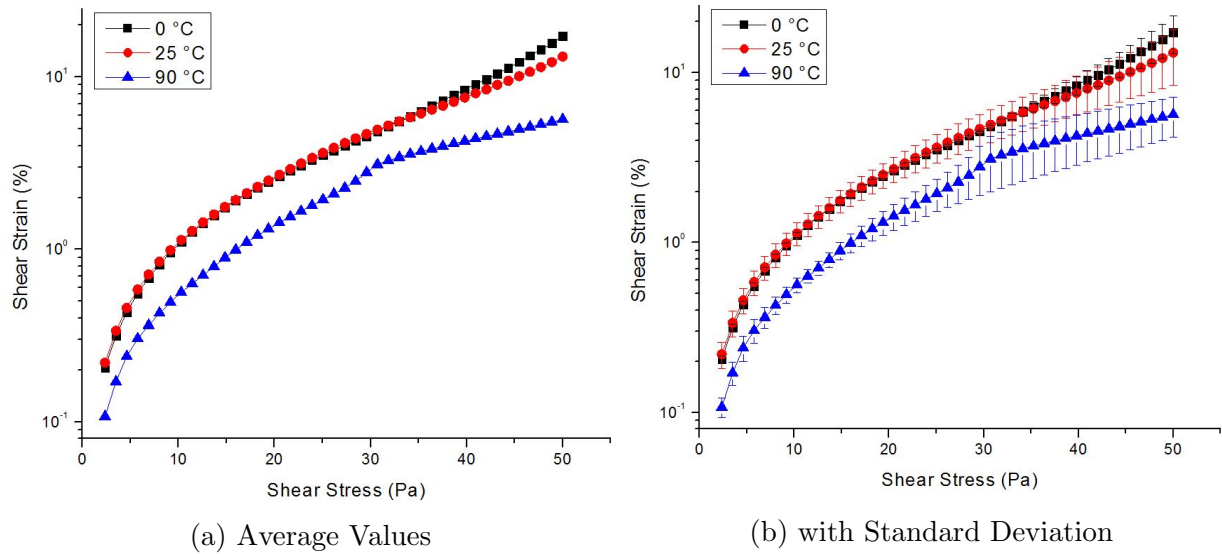 0 °C
25 °C
90 °C
10¹
10⁰
10⁻¹
Shear Strain (%)
0 10 20 30 40 50
Shear Stress (Pa)
(a) Average Values
0 °C
25 °C
90 °C
10¹
10⁰
10⁻¹
Shear Strain (%)
0 10 20 30 40 50
Shear Stress (Pa)
(b) with Standard Deviation